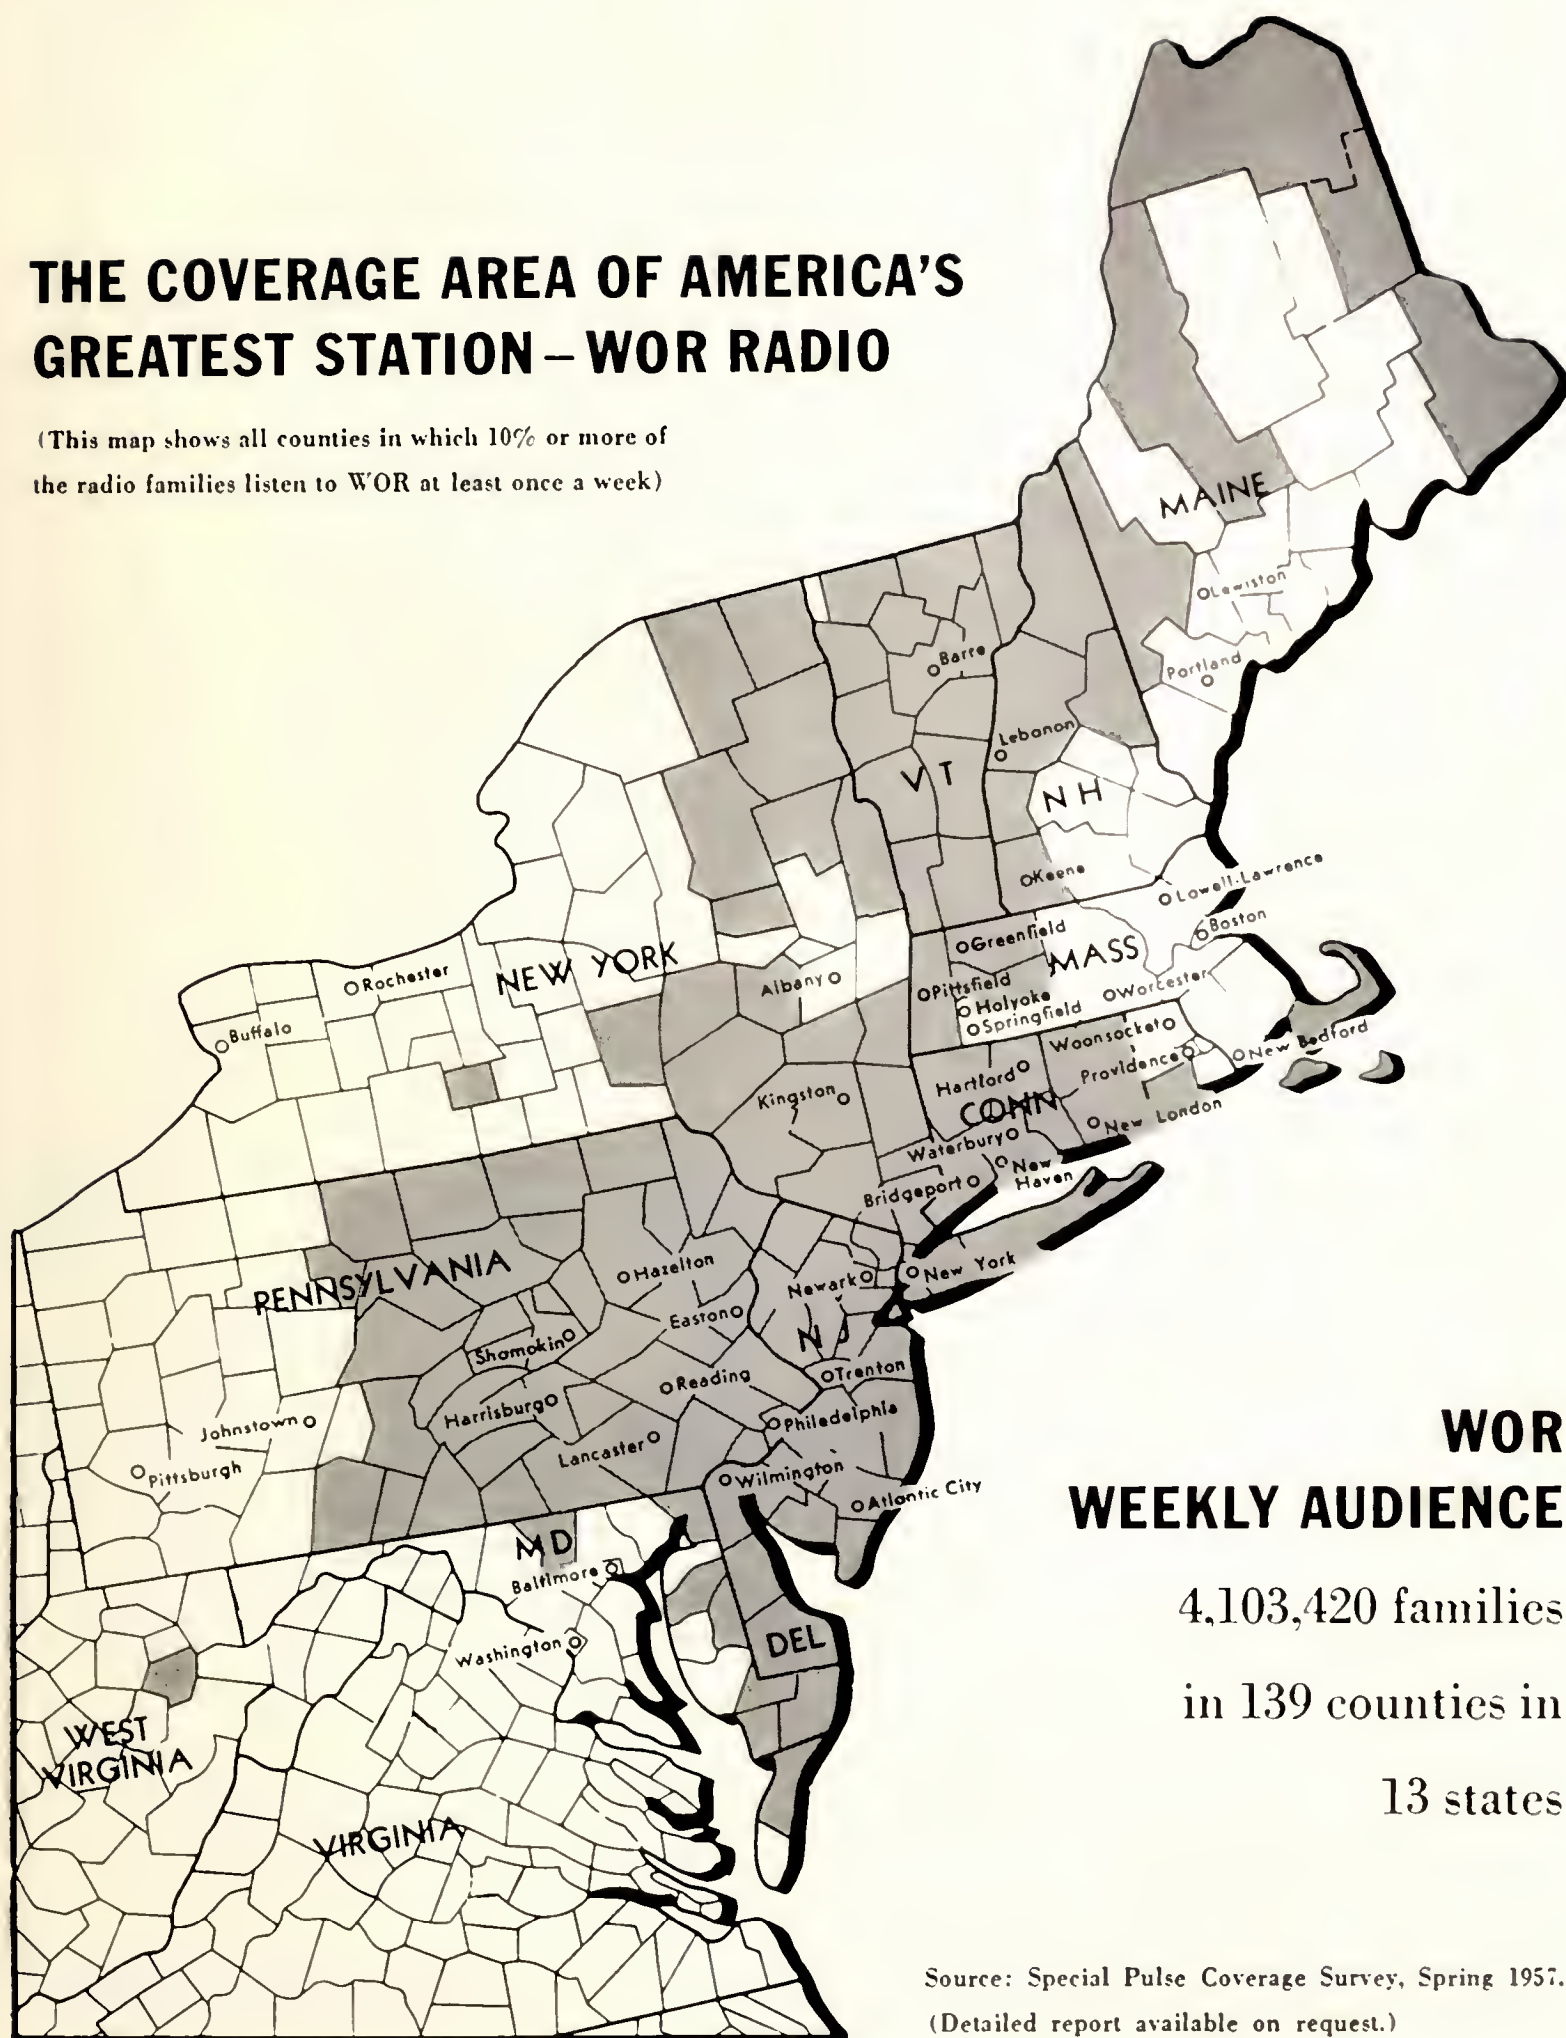 THE COVERAGE AREA OF AMERICA'S
GREATEST STATION – WOR RADIO
(This map shows all counties in which 10% or more of
the radio families listen to WOR at least once a week)
MAINE
Lewiston
Portland
Barre
Lebanon
VT
NH
Keene
Lowell-Lawrence
Boston
Greenfield
MASS
NEW YORK
Rochester
Albany
Pittsfield
Holyoke
Springfield
Worcester
Buffalo
Woonsocket
Providence
New Bedford
Hartford
Kingston
CONN
New London
Waterbury
New
Haven
Bridgeport
PENNSYLVANIA
Hazelton
Newark
New York
Easton
NJ
Shamokin
Reading
Trenton
Harrisburg
Philadelphia
Johnstown
Lancaster
Pittsburgh
Wilmington
Atlantic City
MD
Baltimore
Washington
DEL
WEST
VIRGINIA
VIRGINIA
WOR
WEEKLY AUDIENCE
4,103,420 families
in 139 counties in
13 states
Source: Special Pulse Coverage Survey, Spring 1957.
(Detailed report available on request.)